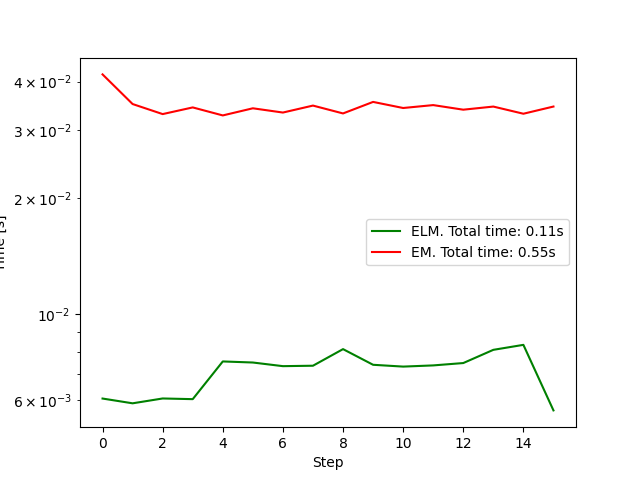 4 × 10⁻²
3 × 10⁻²
2 × 10⁻²
10⁻²
6 × 10⁻³
ELM. Total time: 0.11s
EM. Total time: 0.55s
0 2 4 6 8 10 12 14
Step